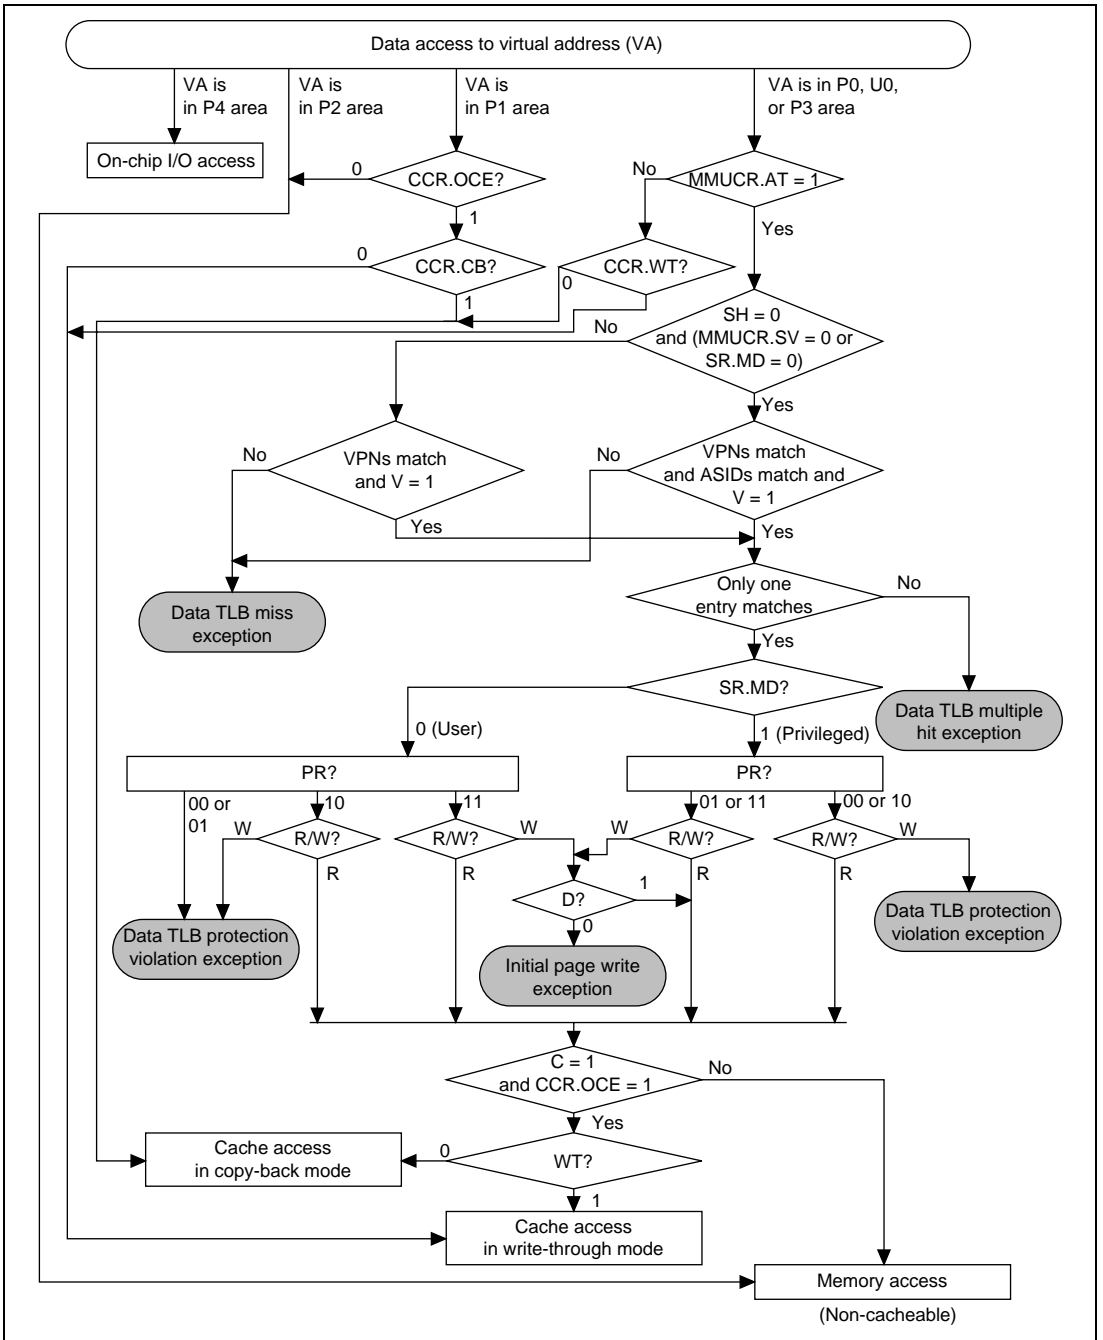 Data access to virtual address (VA)
VA is
in P4 area
VA is
in P2 area
VA is
in P1 area
VA is in P0, U0,
or P3 area
On-chip I/O access
0
CCR.OCE?
1
No
MMUCR.AT = 1
Yes
0
CCR.CB?
1
CCR.WT?
0
SH = 0
and (MMUCR.SV = 0 or
SR.MD = 0)
No
Yes
No
VPNs match
and V = 1
Yes
No
VPNs match
and ASIDs match and
V = 1
Yes
Only one
entry matches
No
Yes
Data TLB miss
exception
SR.MD?
Data TLB multiple
hit exception
0 (User)
1 (Privileged)
PR?
PR?
00 or
01
10
11
01 or 11
00 or 10
W
R/W?
R
R/W?
W
R
W
R/W?
R
R/W?
W
R
D?
1
0
Data TLB protection
violation exception
Initial page write
exception
Data TLB protection
violation exception
C = 1
and CCR.OCE = 1
No
Yes
Cache access
in copy-back mode
0
WT?
1
Cache access
in write-through mode
Memory access
(Non-cacheable)